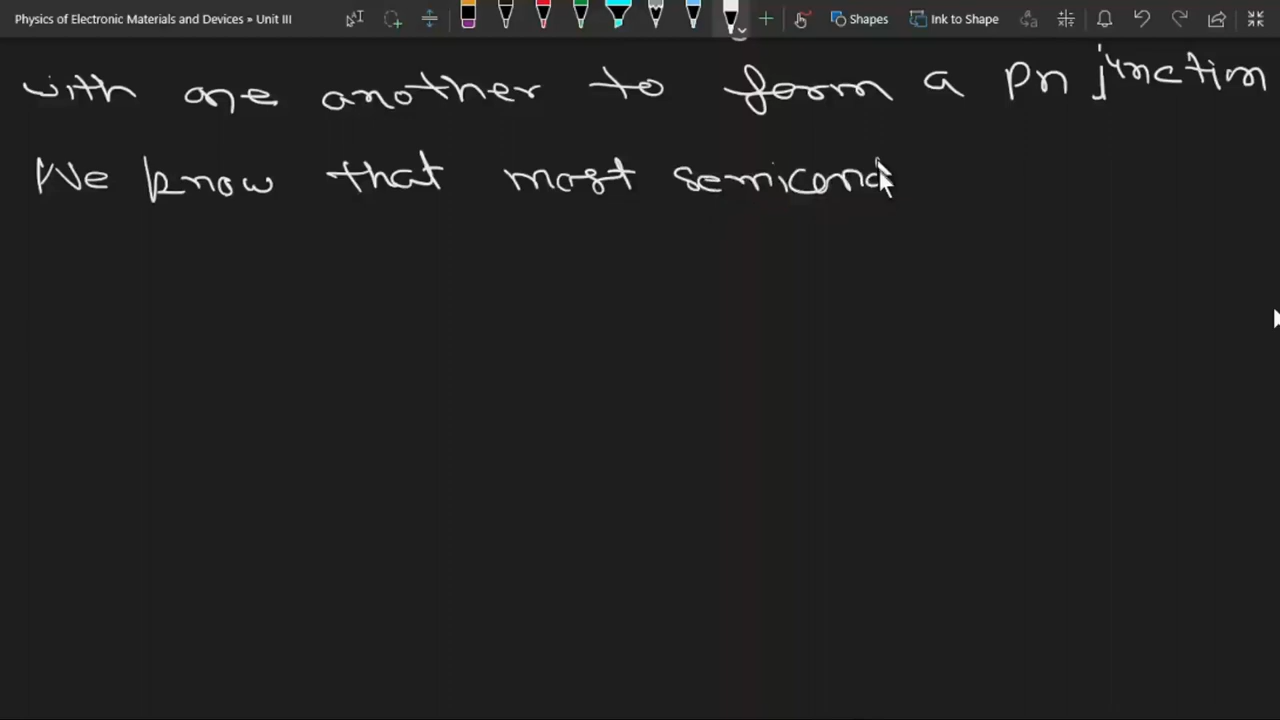 Physics of Electronic Materials and Devices » Unit III
Shapes
Ink to Shape
with one another to form a pn junction
We know that most semicond